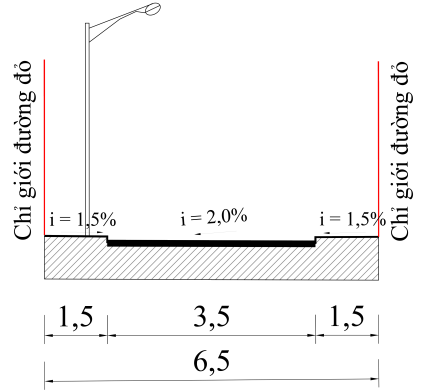 Chỉ giới đường đỏ
Chỉ giới đường đỏ
i = 1,5%
i = 2,0%
i = 1,5%
1,5
3,5
1,5
6,5